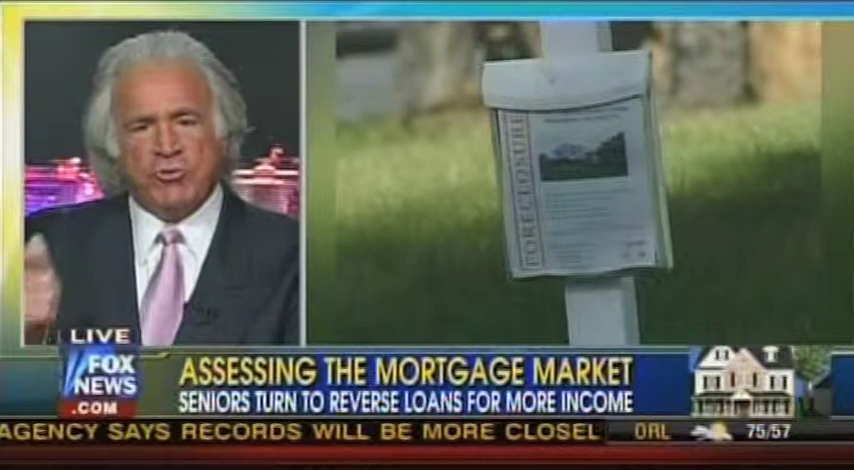 FORECLOSURE
LIVE
FOX
NEWS
.COM
ASSESSING THE MORTGAGE MARKET
SENIORS TURN TO REVERSE LOANS FOR MORE INCOME
AGENCY SAYS RECORDS WILL BE MORE CLOSEL
ORL 75/57